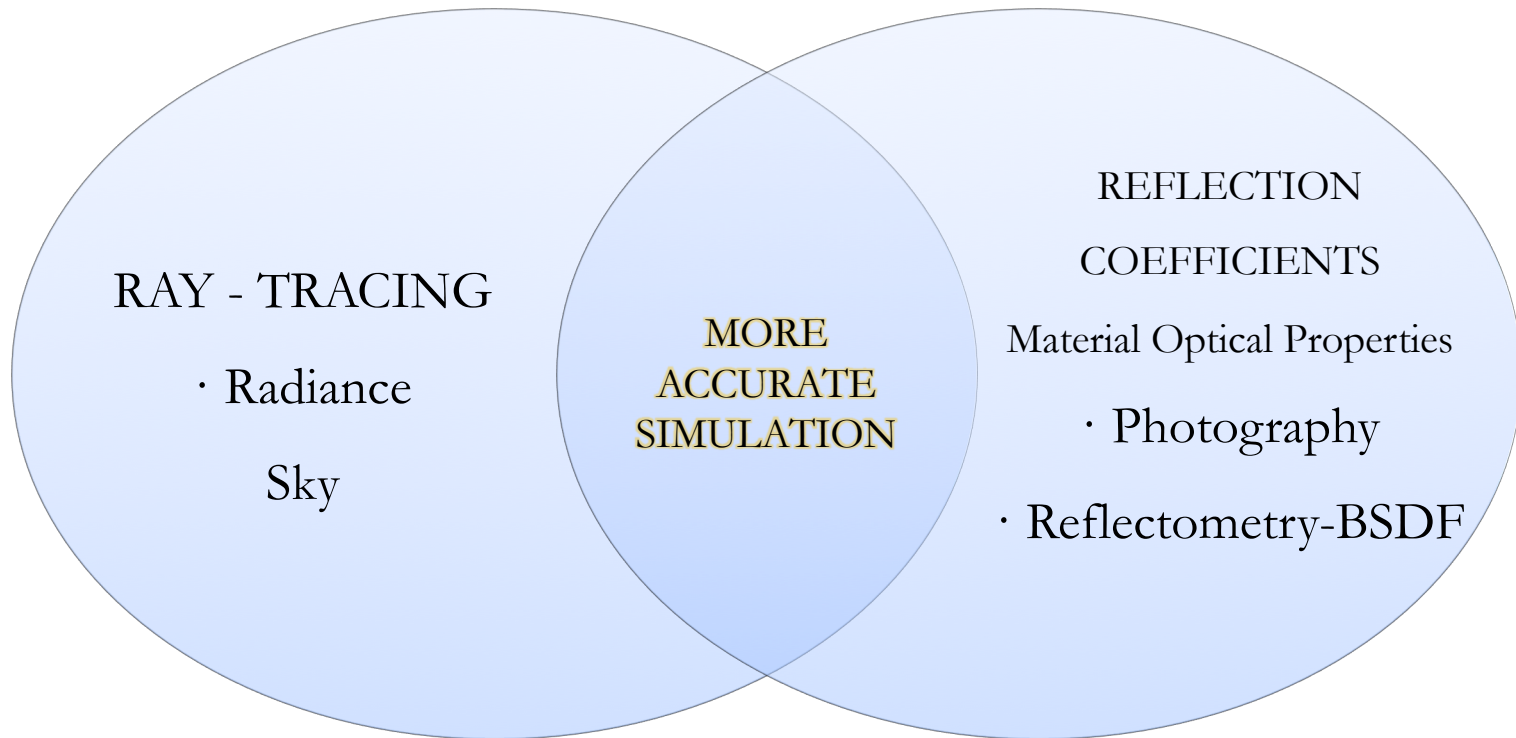 RAY - TRACING
· Radiance
Sky
MORE
ACCURATE
SIMULATION
REFLECTION
COEFFICIENTS
Material Optical Properties
· Photography
· Reflectometry-BSDF